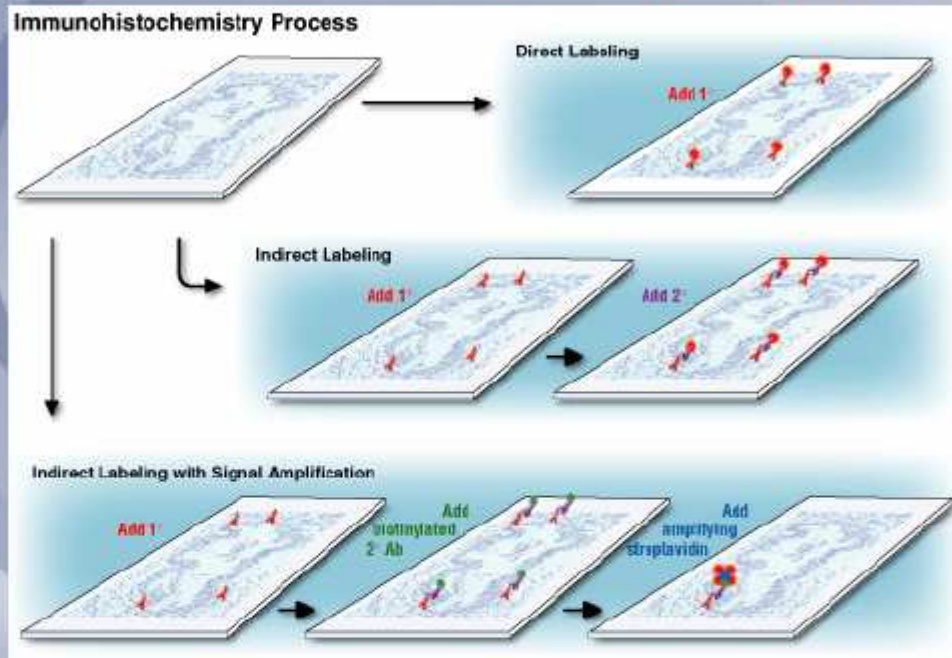 Immunohistochemistry Process
Direct Labeling
Add 1°
Indirect Labeling
Add 1°
Add 2°
Indirect Labeling with Signal Amplification
Add 1°
Add
biotinylated
2° Ab
Add
amplifying
streptavidin